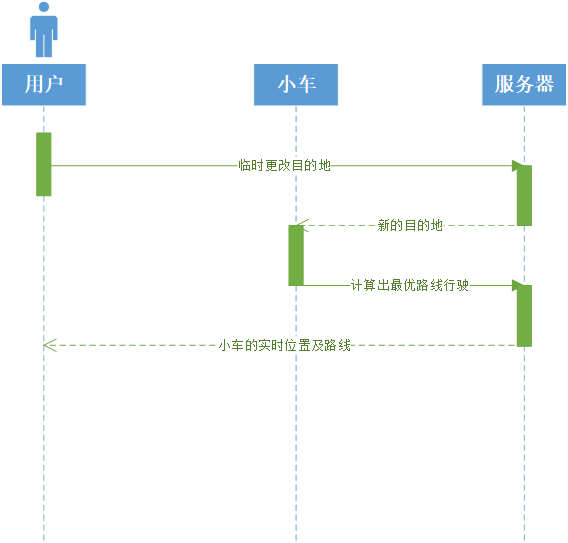 用户
小车
服务器
临时更改目的地
新的目的地
计算出最优路线行驶
小车的实时位置及路线